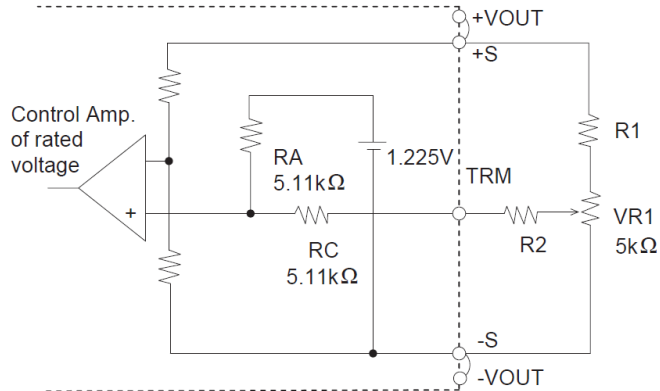 +VOUT
+S
Control Amp.
of rated
voltage
+
RA
5.11kΩ
1.225V
RC
5.11kΩ
TRM
R2
R1
VR1
5kΩ
-S
-VOUT